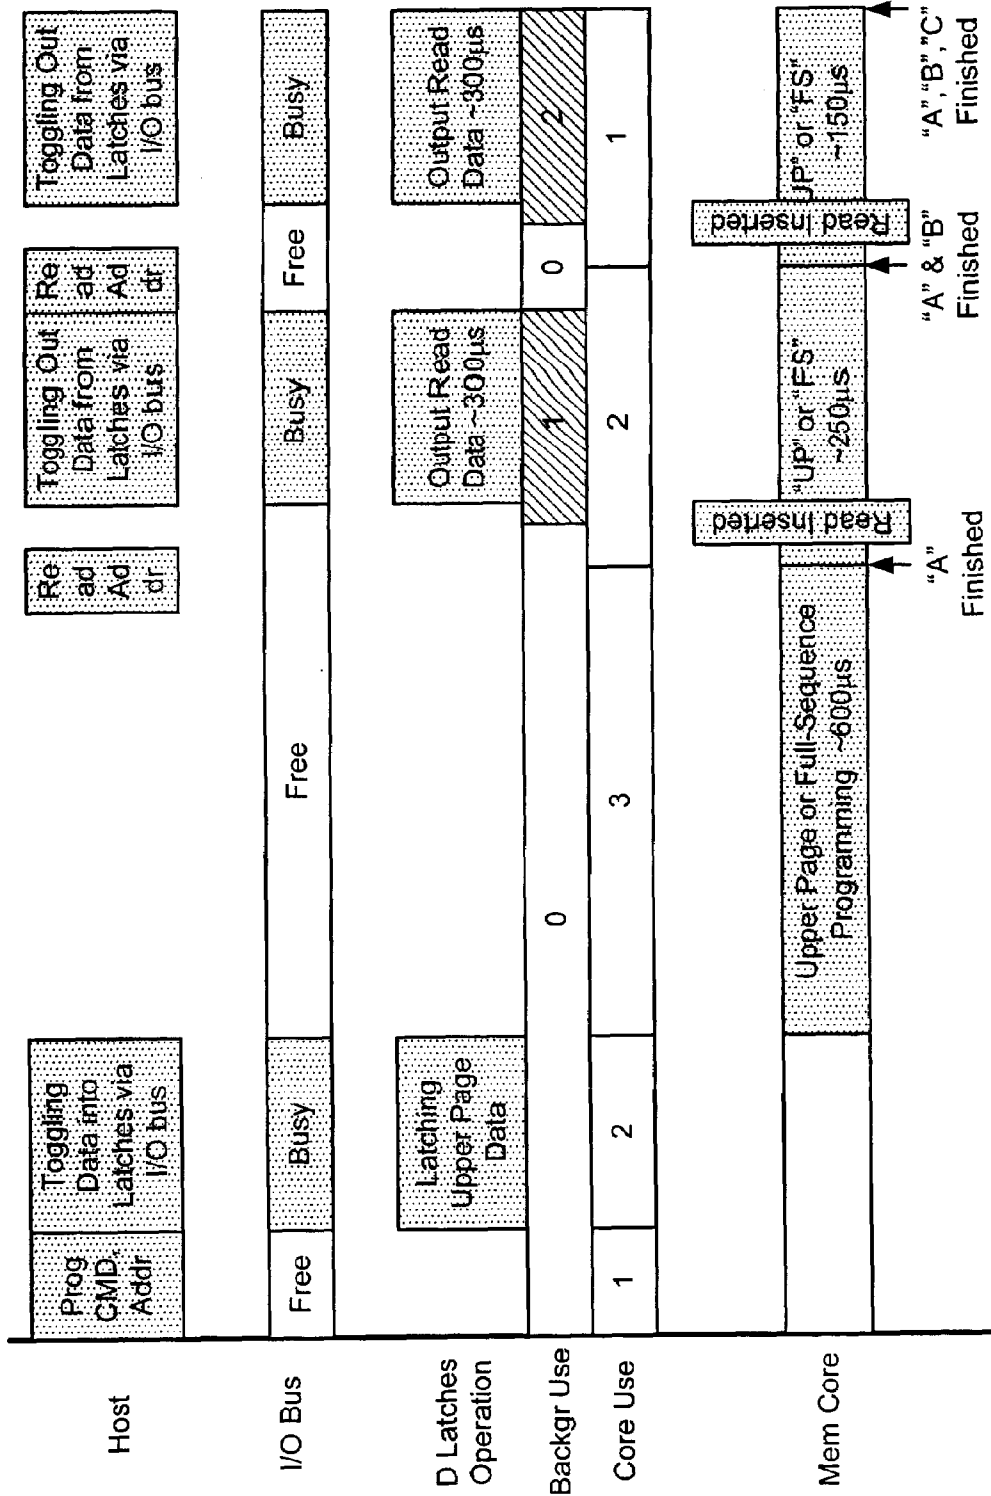 Host
Prog
CMD,
Addr
Toggling
Data into
Latches via
I/O bus
Re
ad
Ad
dr
Toggling Out
Data from
Latches via
I/O bus
Re
ad
Ad
dr
Toggling Out
Data from
Latches via
I/O bus
I/O Bus
Free
Busy
Free
Busy
Free
Busy
D Latches
Operation
Latching
Upper Page
Data
Output Read
Data ~300µs
Output Read
Data ~300µs
Backgr Use
0
1
0
2
Core Use
1
2
3
2
1
Mem Core
Upper Page or Full-Sequence
Programming ~600µs
Read Inserted
"UP" or "FS"
~250µs
Read Inserted
"UP" or "FS"
~150µs
"A"
Finished
"A" & "B"
Finished
"A","B","C"
Finished